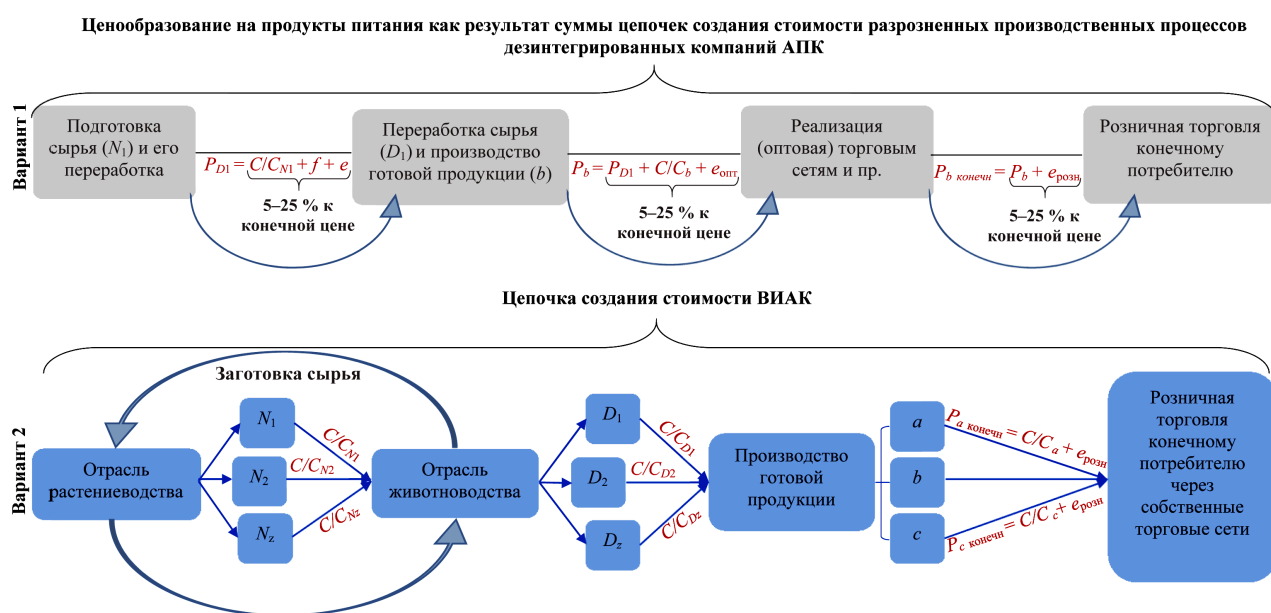 Ценообразование на продукты питания как результат суммы цепочек создания стоимости разрозненных производственных процессов
дезинтегрированных компаний АПК
Вариант 1
Подготовка
сырья (N1) и его
переработка
PD1 = C/CN1 + f + e
5–25 % к
конечной цене
Переработка сырья
(D1) и производство
готовой продукции (b)
Pb = PD1 + C/Cb + eопт
5–25 % к
конечной цене
Реализация
(оптовая) торговым
сетям и пр.
Pb конечн = Pb + eрозн
5–25 % к
конечной цене
Розничная торговля
конечному
потребителю
Цепочка создания стоимости ВИАК
Вариант 2
Заготовка сырья
Отрасль
растениеводства
N1
N2
Nz
C/CN1
C/CN2
C/CNz
Отрасль
животноводства
D1
D2
Dz
C/CD1
C/CD2
C/CDz
Производство
готовой
продукции
a
b
c
Pa конечн = C/Ca + eрозн
Pc конечн = C/Cc + eрозн
Розничная
торговля
конечному
потребителю
через
собственные
торговые сети